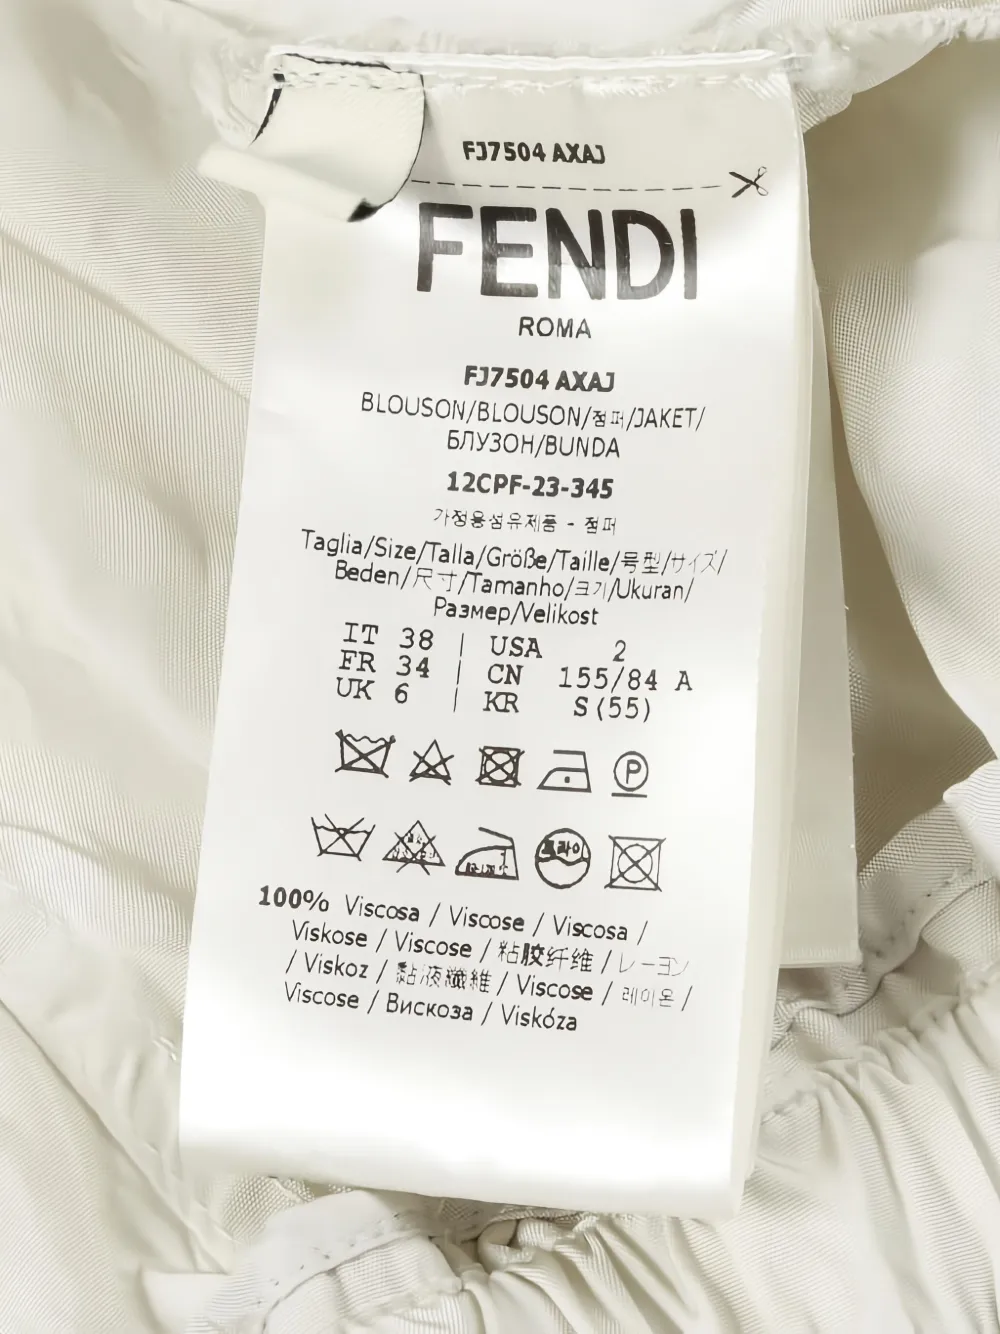 FJ7504 AXAJ
FENDI
ROMA
FJ7504 AXAJ
BLOUSON/BLOUSON/점퍼/JAKET/
БЛУЗОН/BUNDA
12CPF-23-345
가정용섬유제품 - 점퍼
Taglia/Size/Talla/Größe/Taille/号型/サイズ/
Beden/尺寸/Tamanho/크기/Ukuran/
Размер/Velikost
IT 38 | USA 2
FR 34 | CN 155/84 A
UK 6 | KR S(55)
P
드라이
100% Viscosa / Viscose / Viscosa /
Viskose / Viscose / 粘胶纤维 / レーヨン
/ Viskoz / 黏液纖維 / Viscose / 레이온 /
Viscose / Вискоза / Viskóza